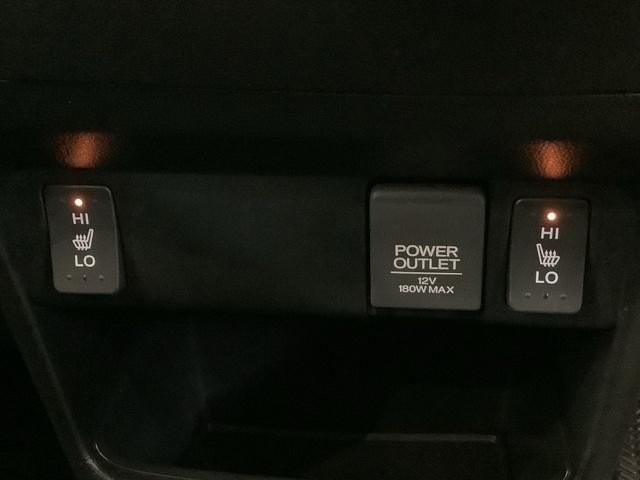 HI
LO
POWER
OUTLET
12V
180W MAX
HI
LO